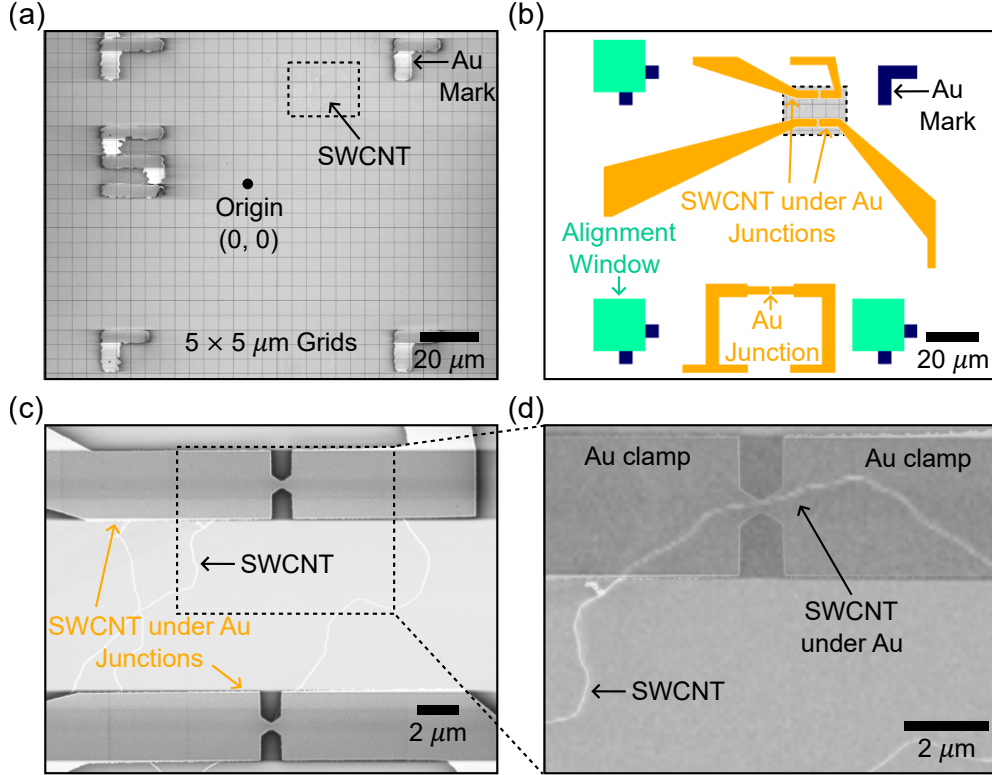 (a)
Au
Mark
SWCNT
Origin
(0, 0)
5 × 5 μm Grids
20 μm
(b)
Au
Mark
SWCNT under Au
Junctions
Alignment
Window
Au
Junction
20 μm
(c)
SWCNT
SWCNT under Au
Junctions
2 μm
(d)
Au clamp
Au clamp
SWCNT
under Au
SWCNT
2 μm